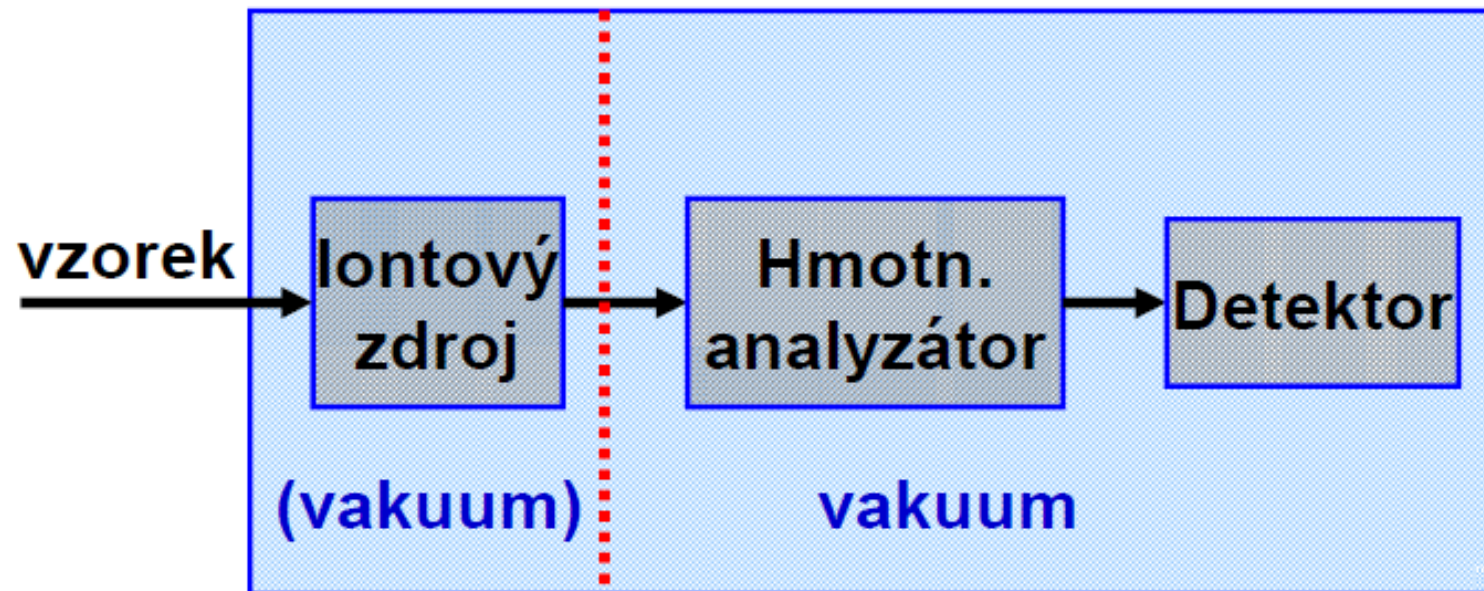 vzorek
Iontový
zdroj
Hmotn.
analyzátor
Detektor
(vakuum)
vakuum